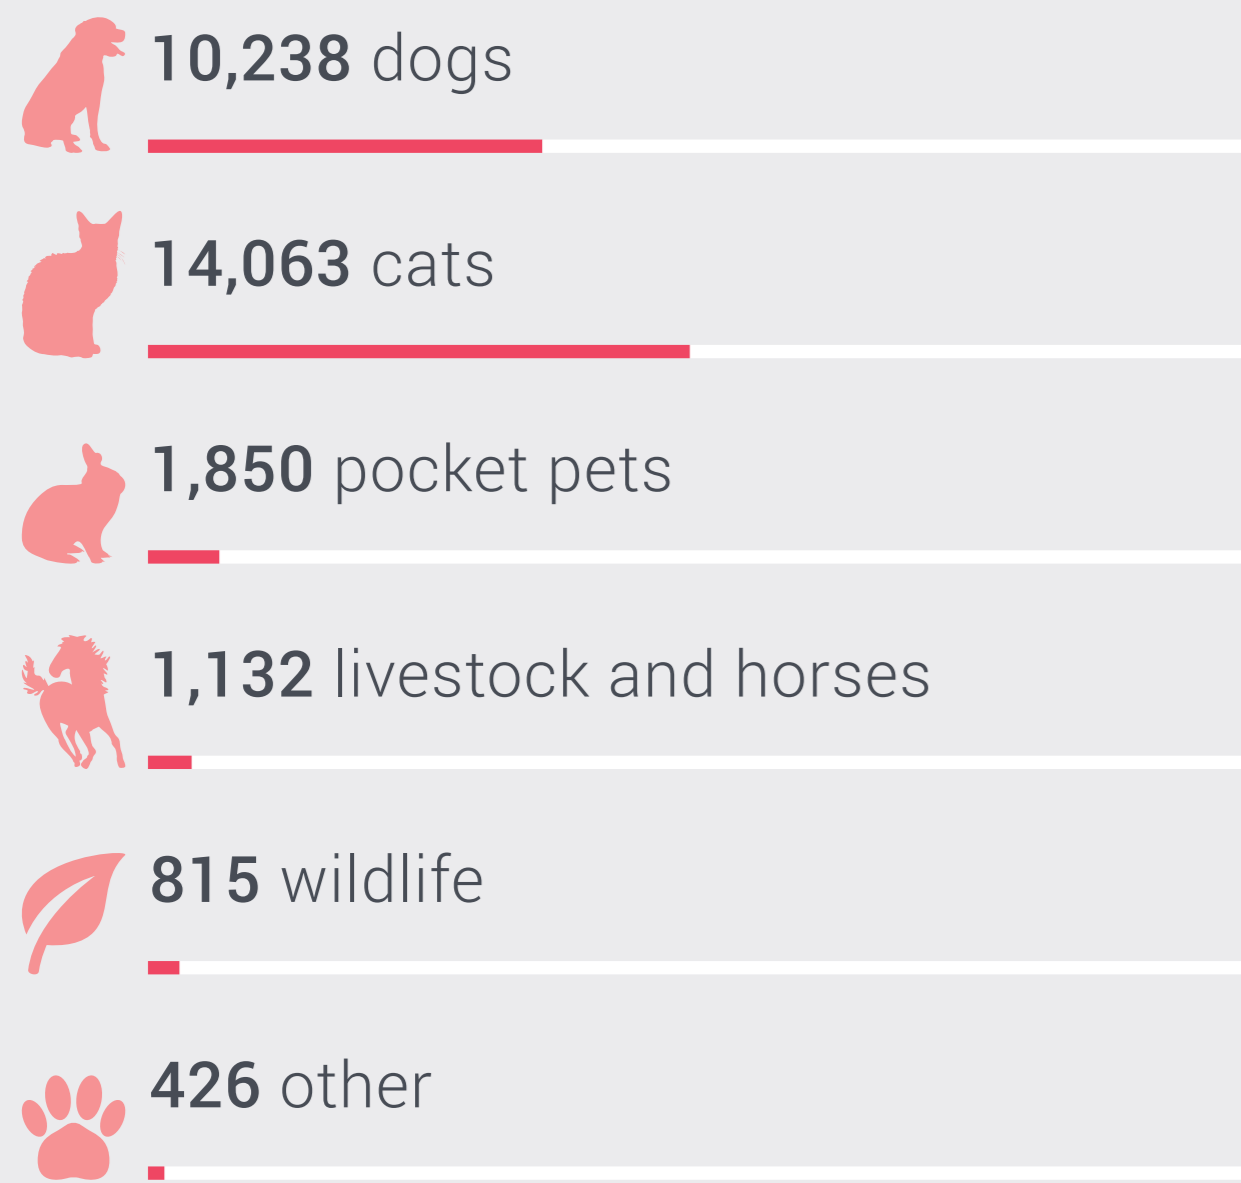 10,238 dogs
14,063 cats
1,850 pocket pets
1,132 livestock and horses
815 wildlife
426 other